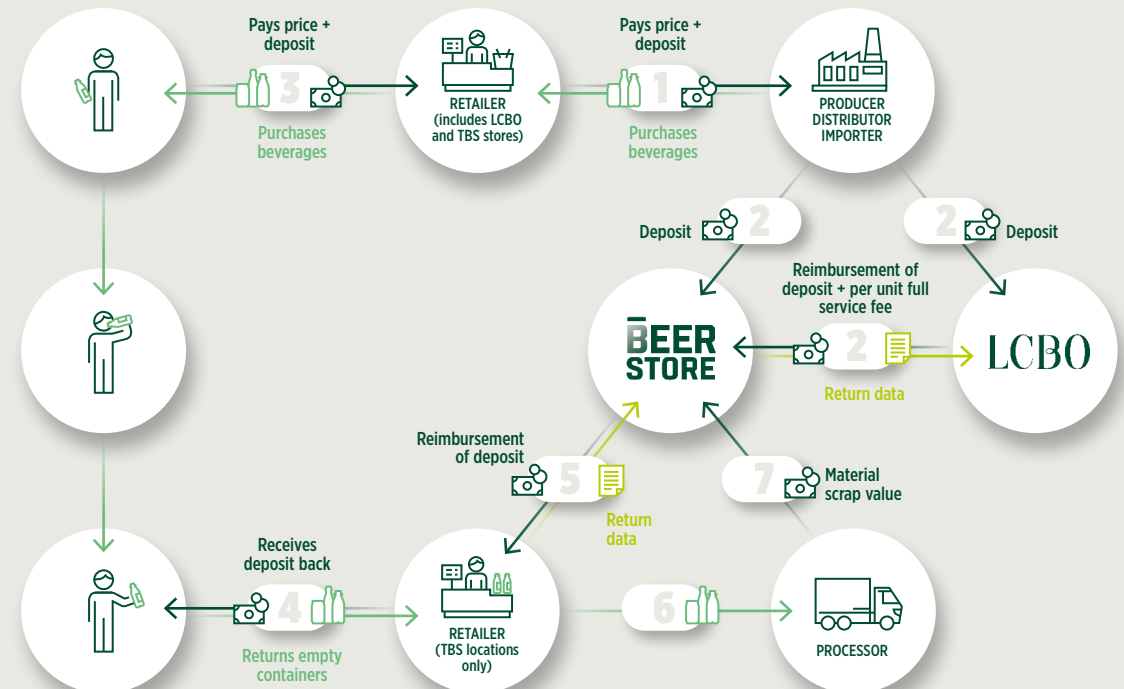 Pays price +
deposit
3
Purchases
beverages
RETAILER
(includes LCBO
and TBS stores)
Pays price +
deposit
1
Purchases
beverages
PRODUCER
DISTRIBUTOR
IMPORTER
Deposit
2
2
Deposit
Reimbursement of
deposit + per unit full
service fee
2
Return data
BEER
STORE
LCBO
Reimbursement
of deposit
5
Return
data
7
Material
scrap value
Receives
deposit back
4
Returns empty
containers
RETAILER
(TBS locations
only)
6
PROCESSOR